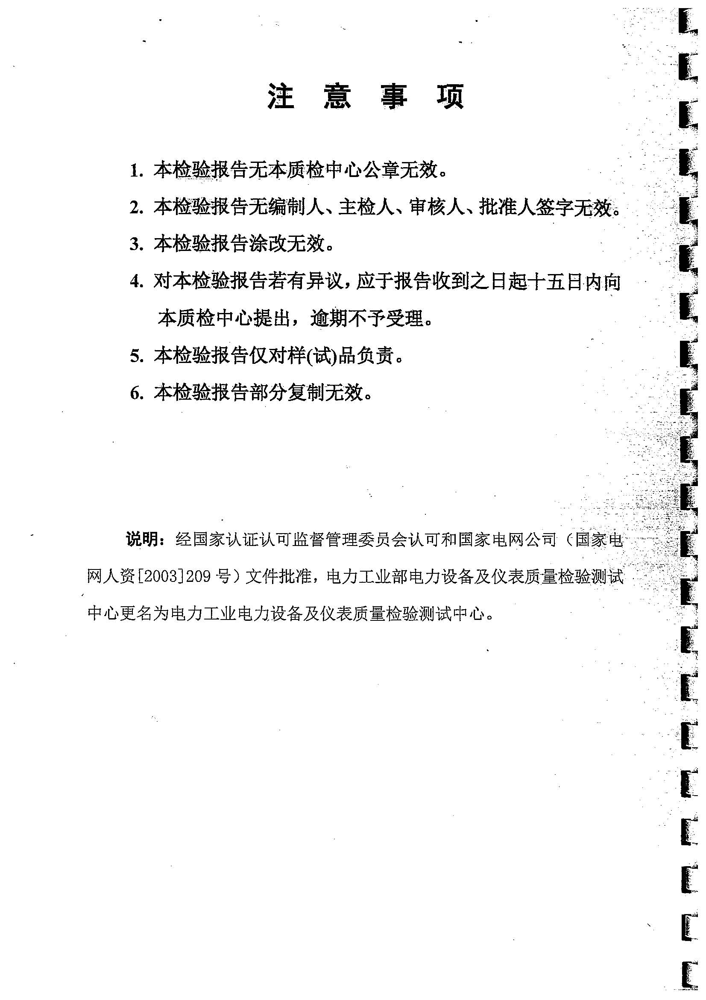 注 意 事 项
1. 本检验报告无本质检中心公章无效。
2. 本检验报告无编制人、主检人、审核人、批准人签字无效。
3. 本检验报告涂改无效。
4. 对本检验报告若有异议，应于报告收到之日起十五日内向
本质检中心提出，逾期不予受理。
5. 本检验报告仅对样(试)品负责。
6. 本检验报告部分复制无效。
说明：经国家认证认可监督管理委员会认可和国家电网公司（国家电
网人资[2003]209 号）文件批准，电力工业部电力设备及仪表质量检验测试
中心更名为电力工业电力设备及仪表质量检验测试中心。